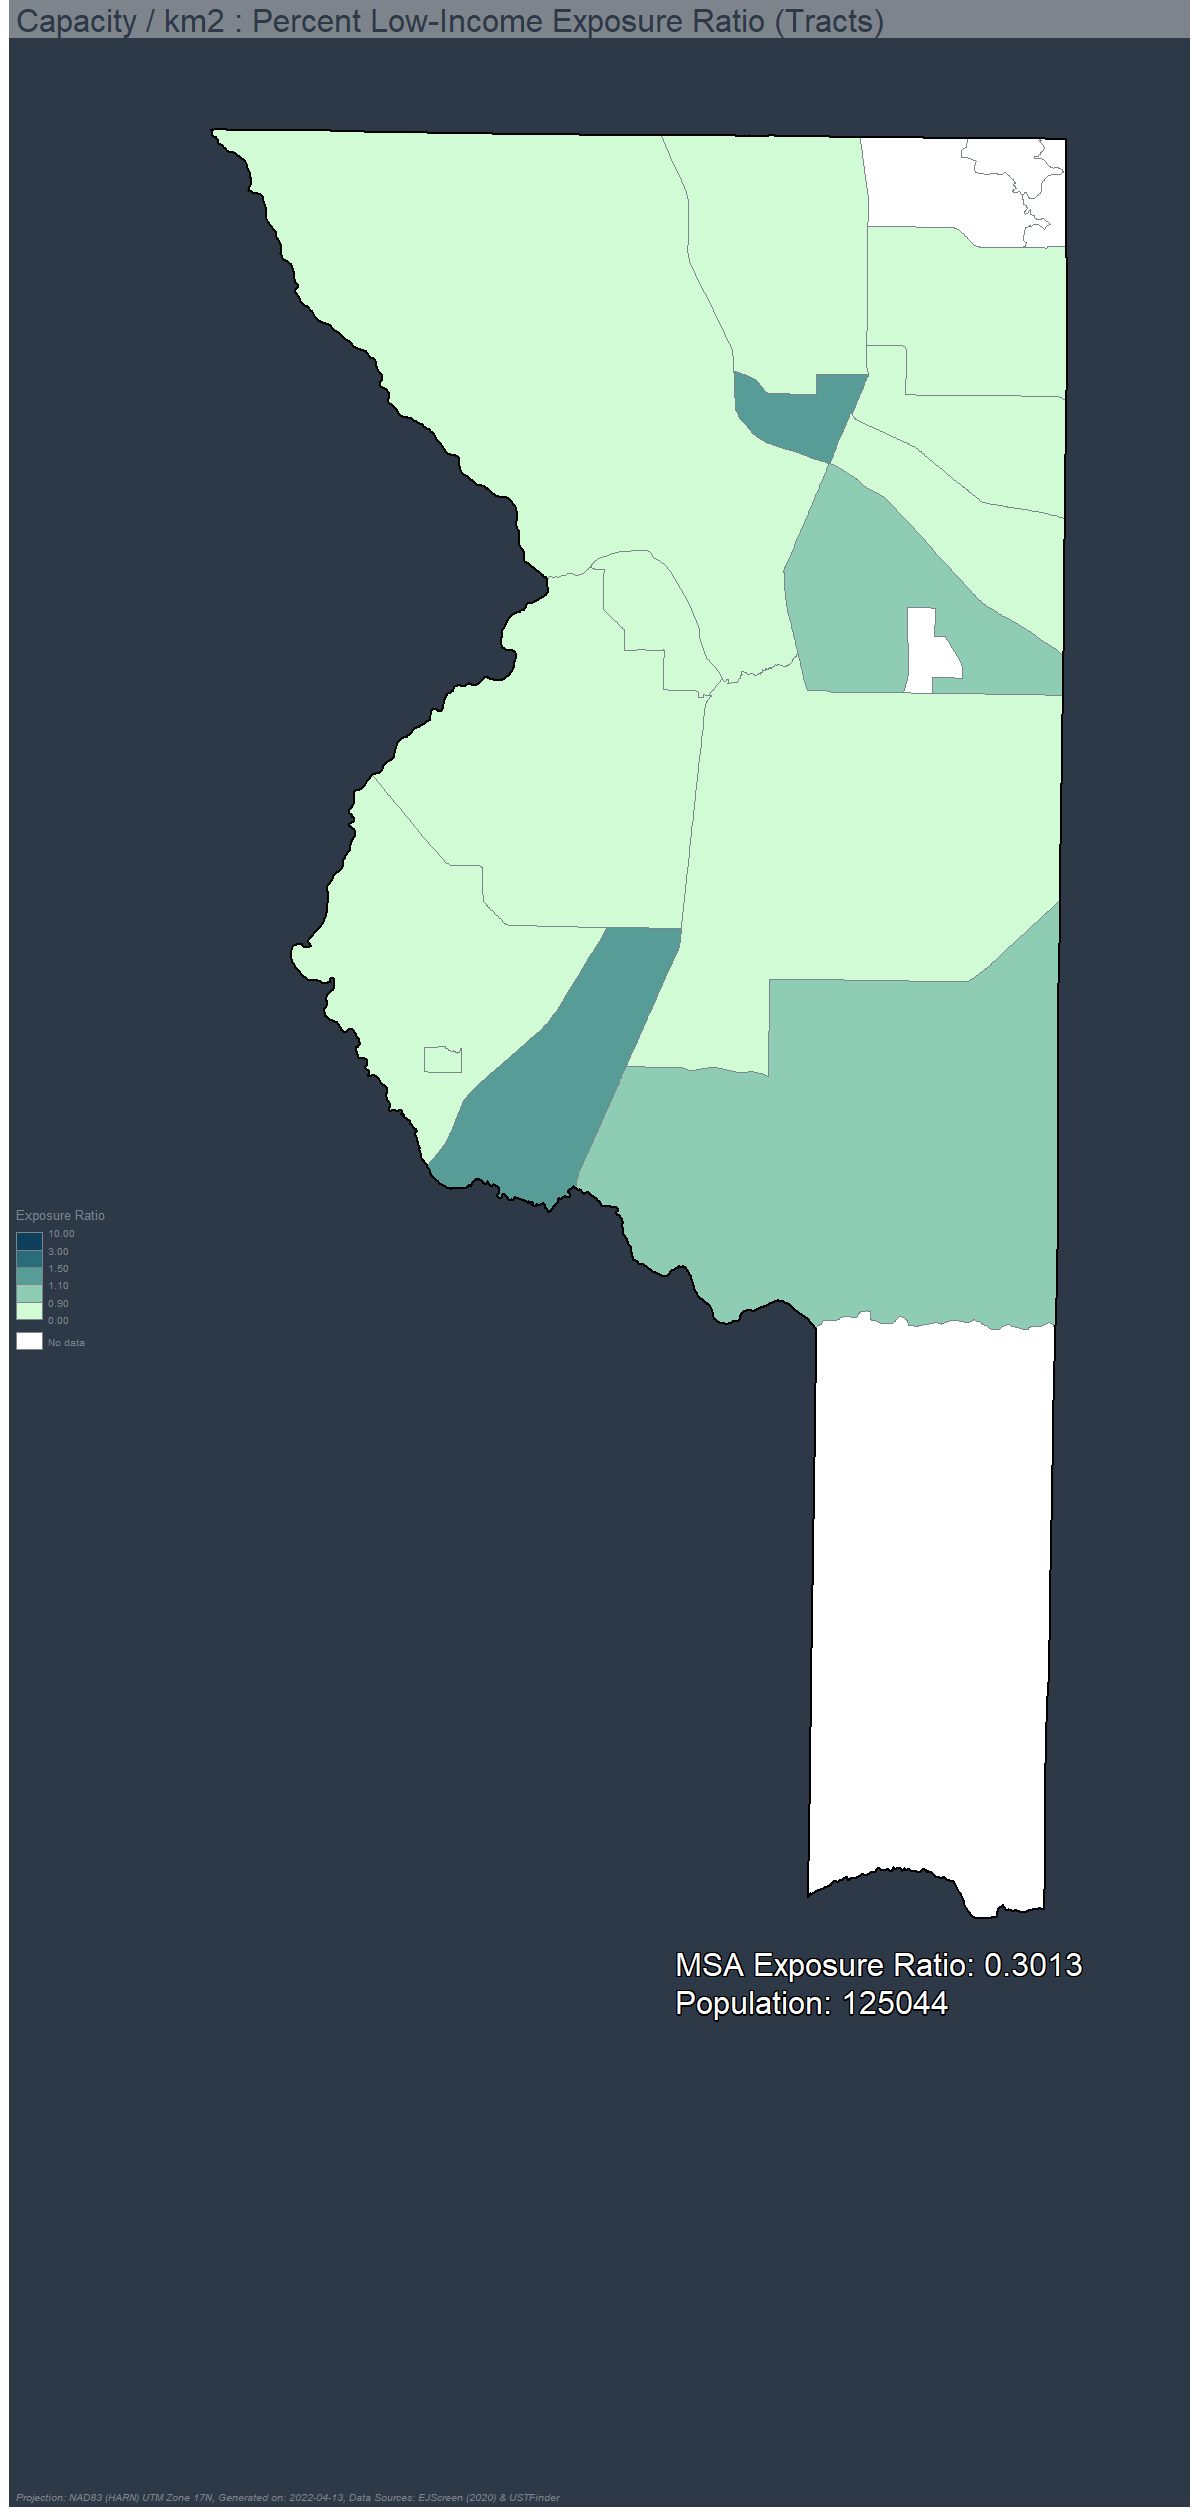 Capacity / km2 : Percent Low-Income Exposure Ratio (Tracts)
Exposure Ratio
10.00
3.00
1.50
1.10
0.90
0.00
No data
MSA Exposure Ratio: 0.3013
Population: 125044
Projection: NAD83 (HARN) UTM Zone 17N, Generated on: 2022-04-13, Data Sources: EJScreen (2020) & USTFinder